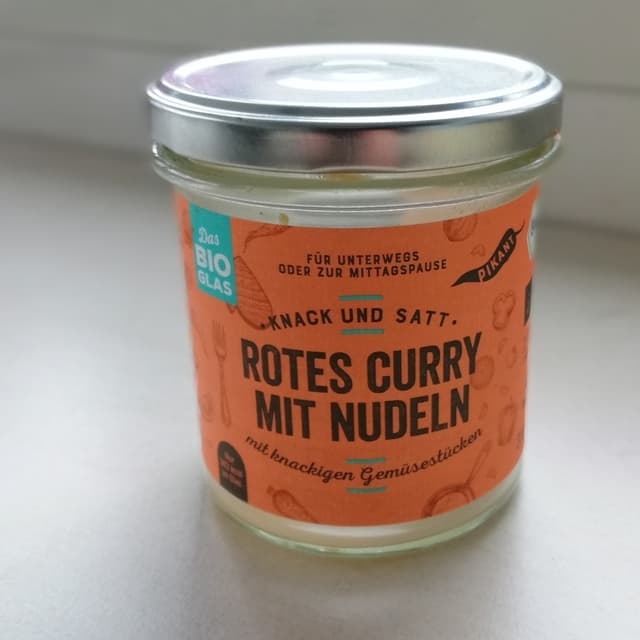 Das
BIO
GLAS
FÜR UNTERWEGS
ODER ZUR MITTAGSPAUSE
PIKANT
KNACK UND SATT
ROTES CURRY
MIT NUDELN
mit knackigen Gemüsestücken